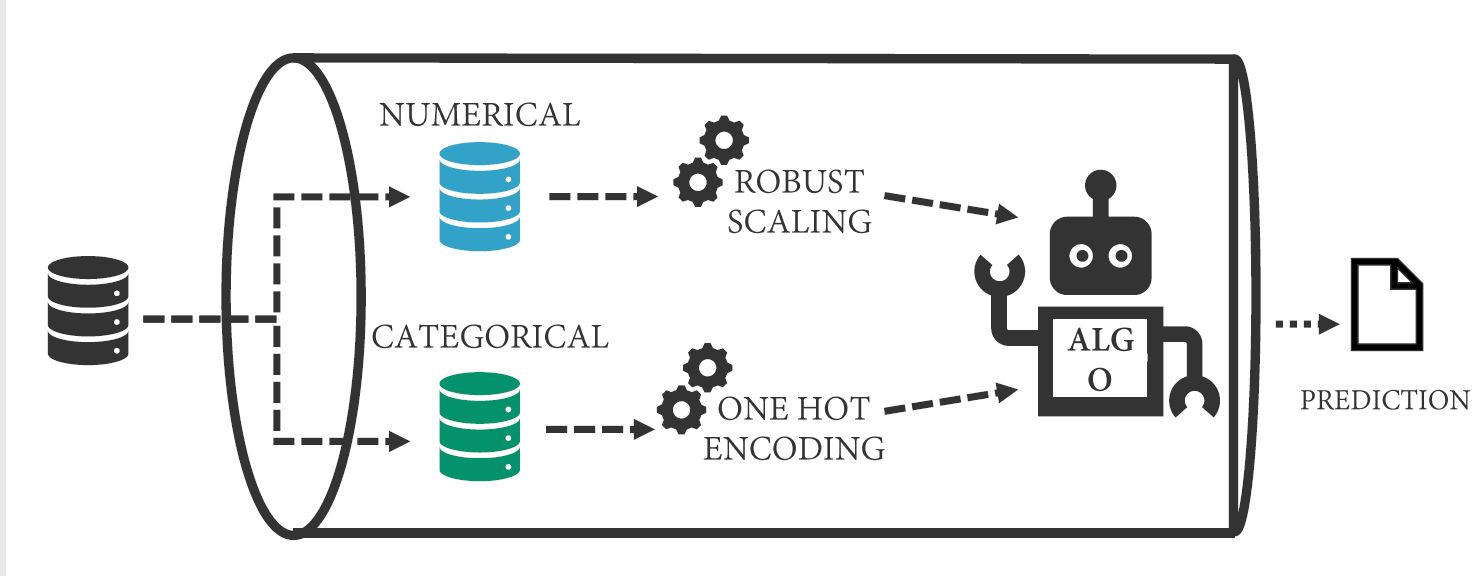 NUMERICAL
ROBUST
SCALING
CATEGORICAL
ONE HOT
ENCODING
ALG
O
PREDICTION